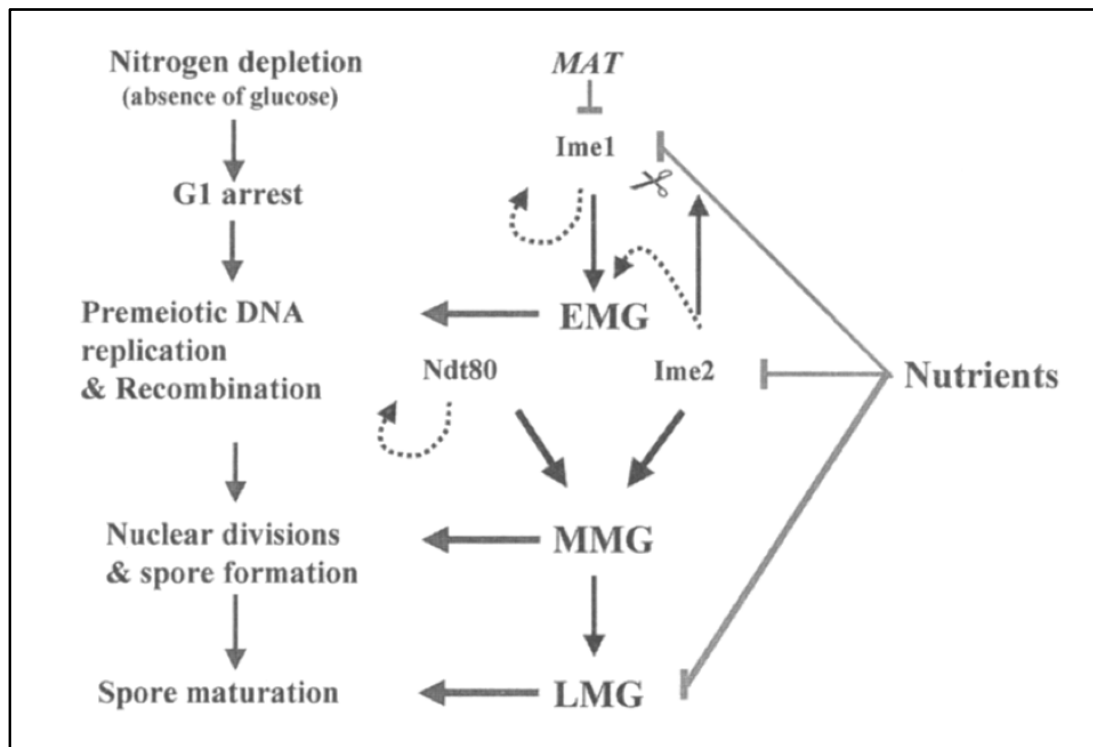 Nitrogen depletion
(absence of glucose)
G1 arrest
Premeiotic DNA
replication
& Recombination
Nuclear divisions
& spore formation
Spore maturation
MAT
Ime1
EMG
Ndt80
Ime2
MMG
LMG
Nutrients